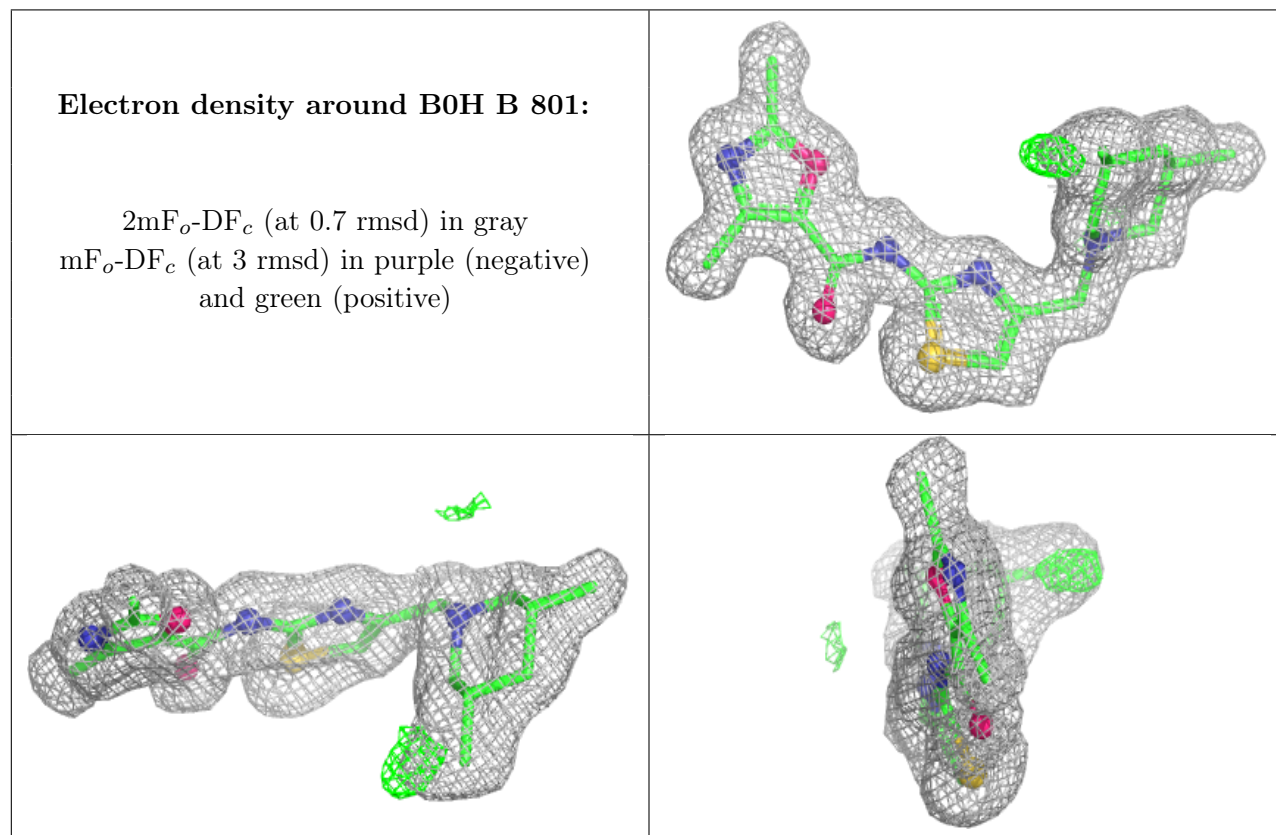 Electron density around B0H B 801:
2mFₒ-DF𝒸 (at 0.7 rmsd) in gray
mFₒ-DF𝒸 (at 3 rmsd) in purple (negative)
and green (positive)